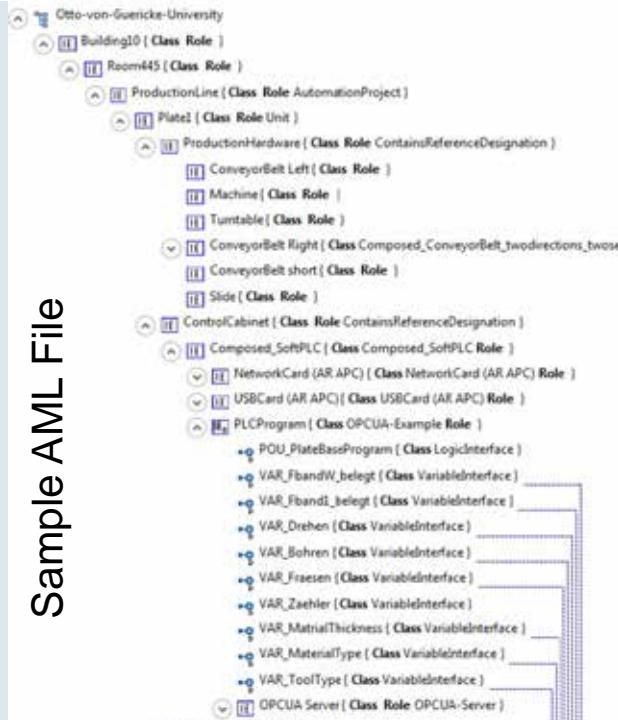 Sample AML File
Otto-von-Guericke-University
Building10 { Class Role }
Room445 { Class Role }
ProductionLine { Class Role AutomationProject }
Plate1 { Class Role Unit }
ProductionHardware { Class Role ContainsReferenceDesignation }
ConveyorBelt Left { Class Role }
Machine { Class Role }
Turntable { Class Role }
ConveyorBelt Right { Class Composed_ConveyorBelt_twodirections_twose
ConveyorBelt short { Class Role }
Slide { Class Role }
ControlCabinet { Class Role ContainsReferenceDesignation }
Composed_SoftPLC { Class Composed_SoftPLC Role }
NetworkCard (AR APC) { Class NetworkCard (AR APC) Role }
USBCard (AR APC) { Class USBCard (AR APC) Role }
PLCProgram { Class OPCUA-Example Role }
POU_PlateBaseProgram { Class LogicInterface }
VAR_FbandW_belegt { Class VariableInterface }
VAR_Fband1_belegt { Class VariableInterface }
VAR_Drehen { Class VariableInterface }
VAR_Bohren { Class VariableInterface }
VAR_Fraesen { Class VariableInterface }
VAR_Zaehler { Class VariableInterface }
VAR_MatrialThickness { Class VariableInterface }
VAR_MaterialType { Class VariableInterface }
VAR_ToolType { Class VariableInterface }
OPCUA Server { Class Role OPCUA-Server }